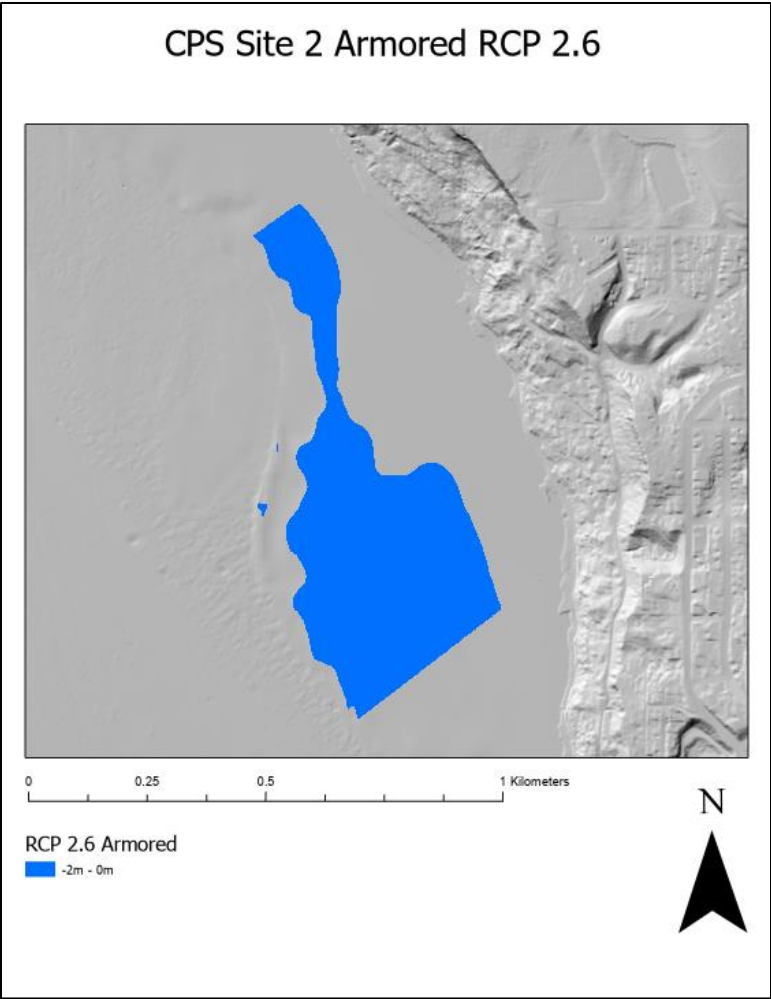 CPS Site 2 Armored RCP 2.6
0 0.25 0.5 1 Kilometers
N
RCP 2.6 Armored
-2m - 0m